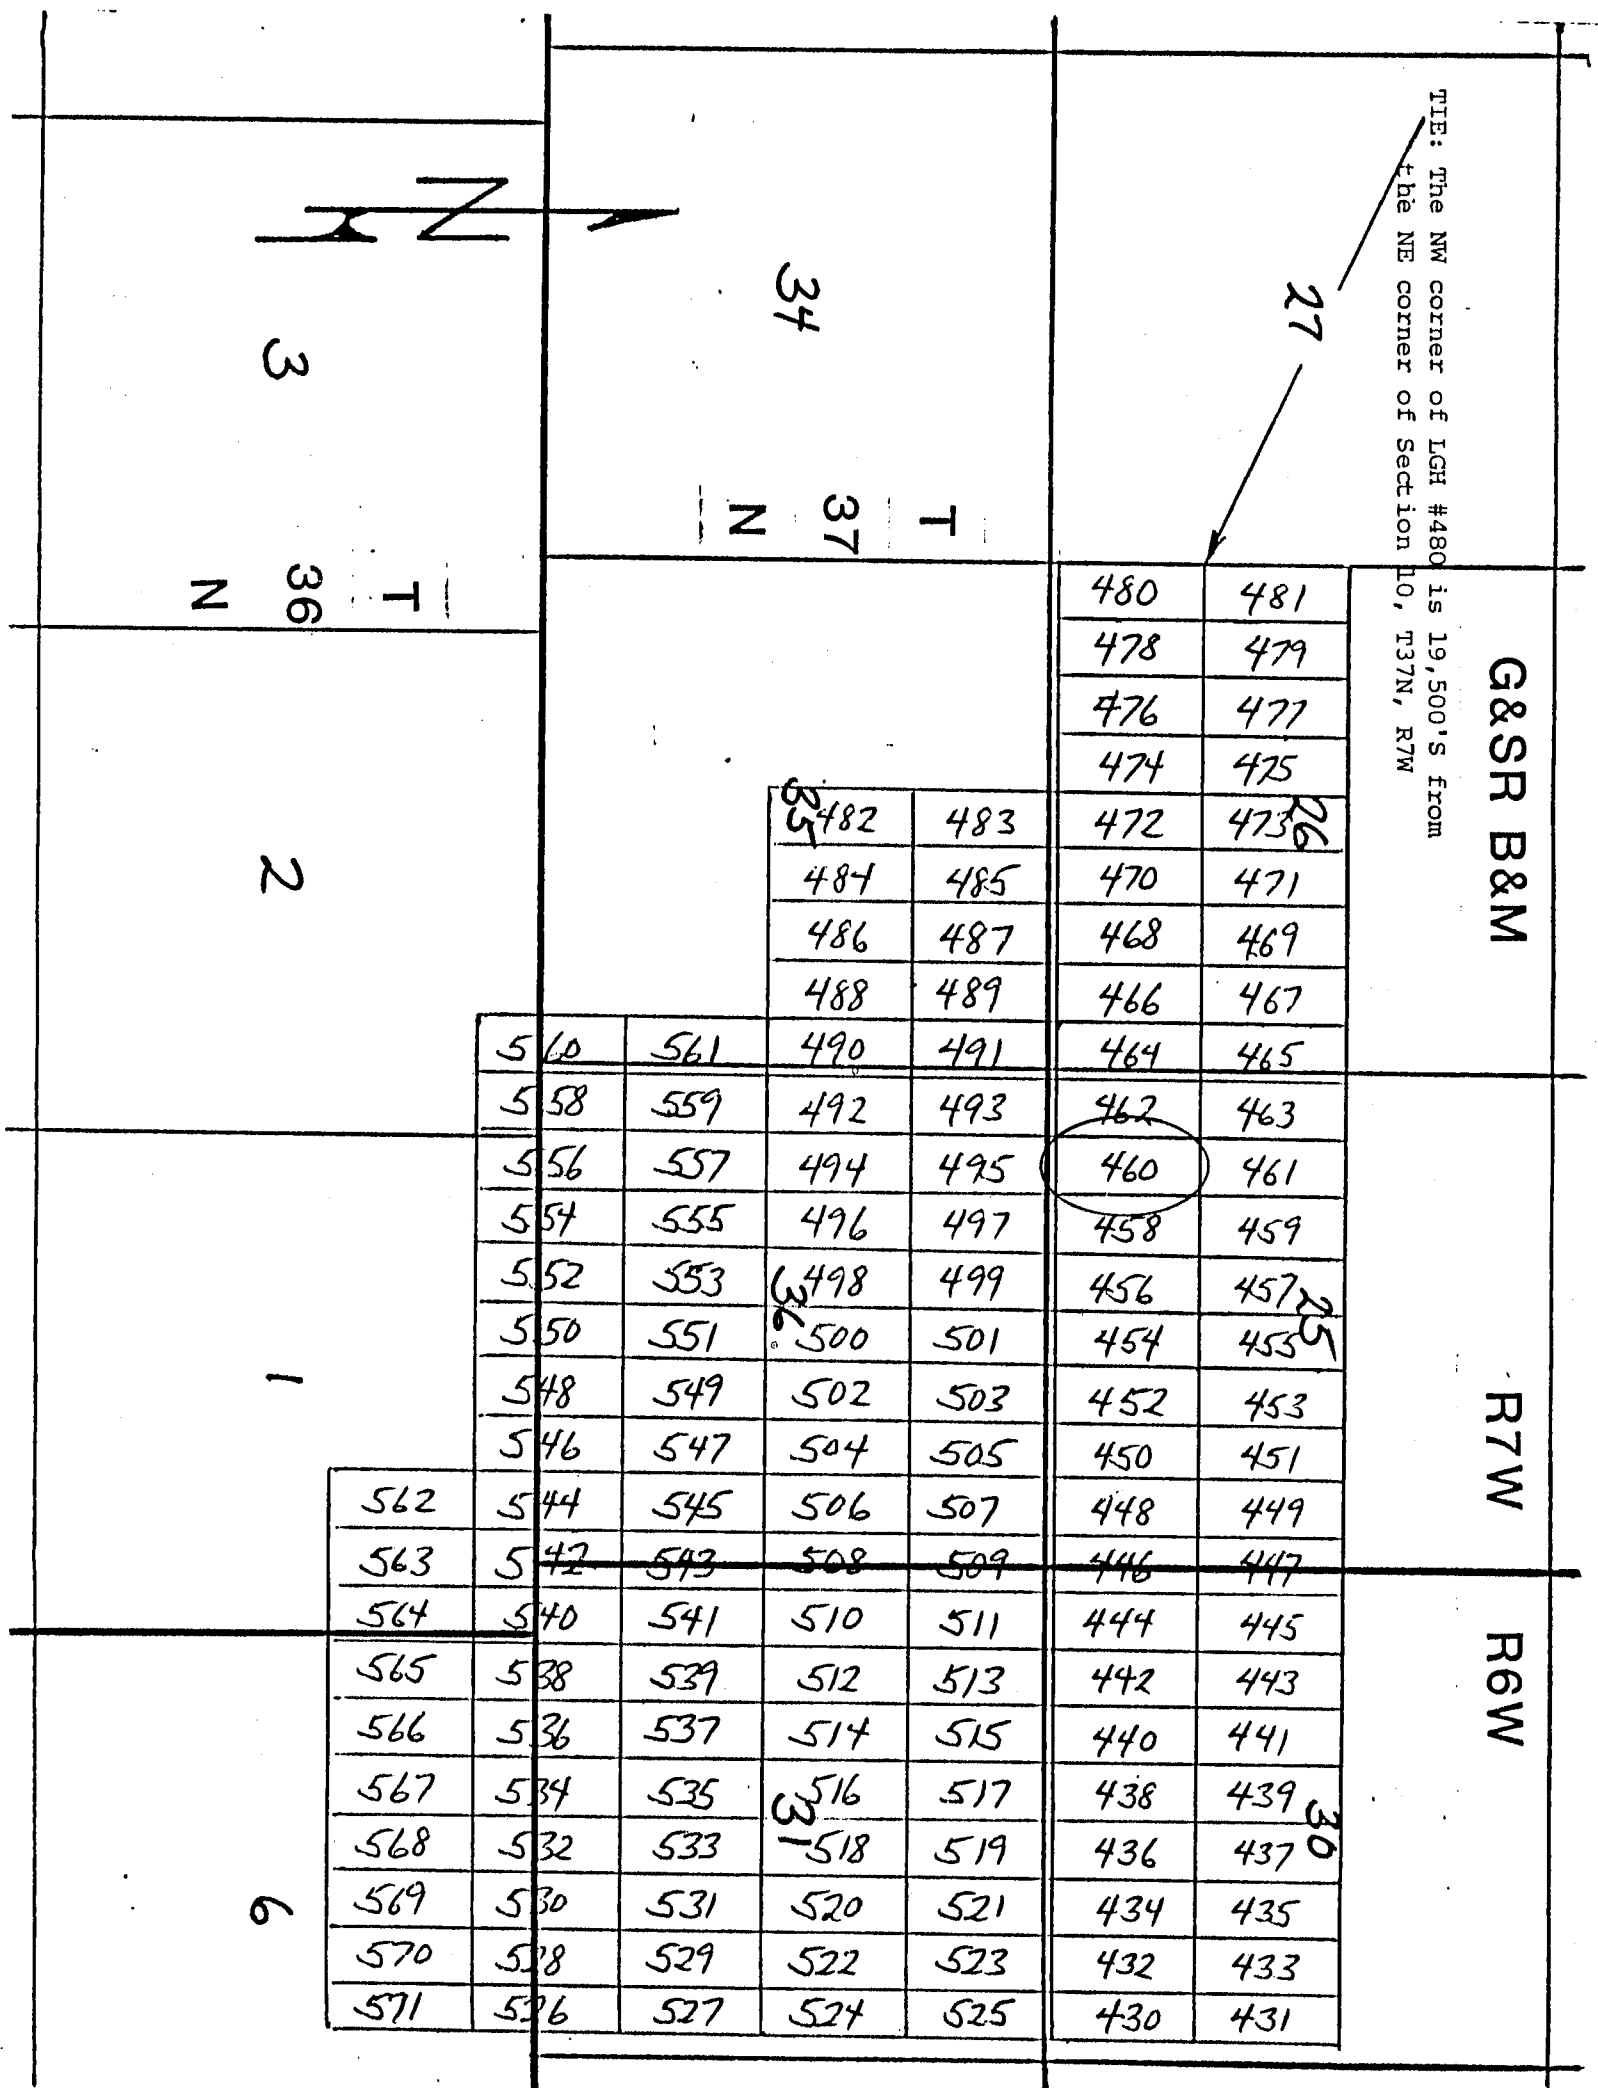 TIE: The NW corner of LGH #480 is 19,500'S from
the NE corner of Section 10, T37N, R7W
G&SR B&M
R7W
R6W
27
26
25
30
34
35
36
31
3
2
1
6
T
37
N
T
36
N
N
480 481
478 479
476 477
474 475
482 483 472 473
484 485 470 471
486 487 468 469
488 489 466 467
560 561 490 491 464 465
558 559 492 493 462 463
556 557 494 495 460 461
554 555 496 497 458 459
552 553 498 499 456 457
550 551 500 501 454 455
548 549 502 503 452 453
546 547 504 505 450 451
562 544 545 506 507 448 449
563 542 543 508 509 446 447
564 540 541 510 511 444 445
565 538 539 512 513 442 443
566 536 537 514 515 440 441
567 534 535 516 517 438 439
568 532 533 518 519 436 437
569 530 531 520 521 434 435
570 528 529 522 523 432 433
571 526 527 524 525 430 431